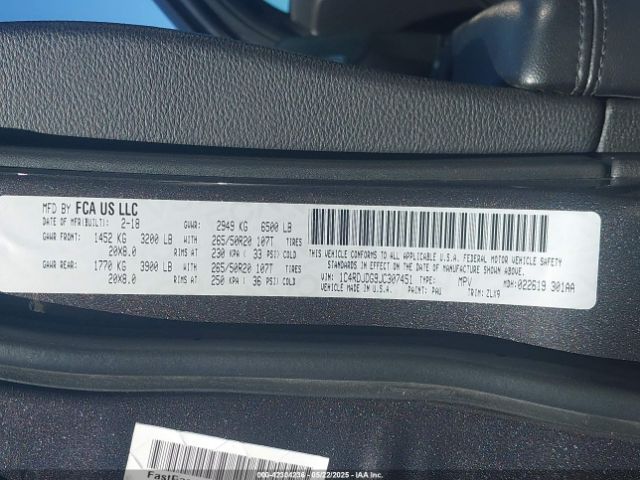 MFD BY FCA US LLC
DATE OF MFR(BUILT): 2-18 GVWR: 2949 KG 6500 LB
GAWR FRONT: 1452 KG 3200 LB WITH 265/50R20 107T TIRES
20X8.0 RIMS AT 230 KPA ( 33 PSI) COLD
GAWR REAR: 1770 KG 3900 LB WITH 265/50R20 107T TIRES
20X8.0 RIMS AT 250 KPA ( 36 PSI) COLD
THIS VEHICLE CONFORMS TO ALL APPLICABLE U.S.A. FEDERAL MOTOR VEHICLE SAFETY
STANDARDS IN EFFECT ON THE DATE OF MANUFACTURE SHOWN ABOVE.
VIN: 1C4RDJDG9JC307451 TYPE: MPV MDH:022619 301AA
VEHICLE MADE IN U.S.A. PAINT: PAU TRIM: ZLX9
000-42304236 - 05/22/2025 - IAAI.COM